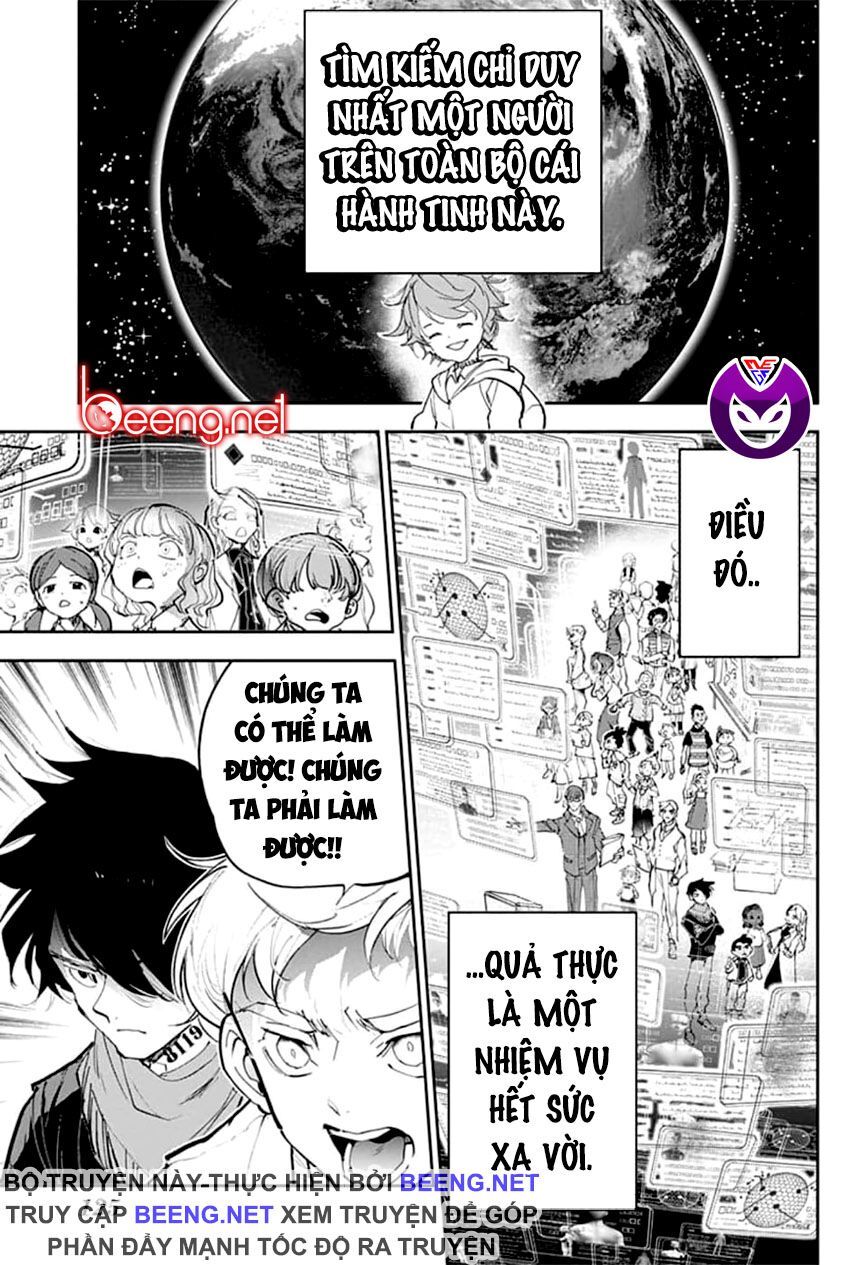 TÌM KIẾM CHỈ DUY
NHẤT MỘT NGƯỜI
TRÊN TOÀN BỘ CÁI
HÀNH TINH NÀY.
beeng.net
ĐIỀU
ĐÓ..
CHÚNG TA
CÓ THỂ LÀM
ĐƯỢC! CHÚNG
TA PHẢI LÀM
ĐƯỢC!!
8119
...QUẢ THỰC
LÀ MỘT
NHIỆM VỤ
HẾT SỨC
XA VỜI.
BỘ TRUYỆN NÀY-THỰC HIỆN BỞI BEENG.NET
TRUY CẬP BEENG.NET XEM TRUYỆN ĐỂ GÓP
PHẦN ĐẨY MẠNH TỐC ĐỘ RA TRUYỆN